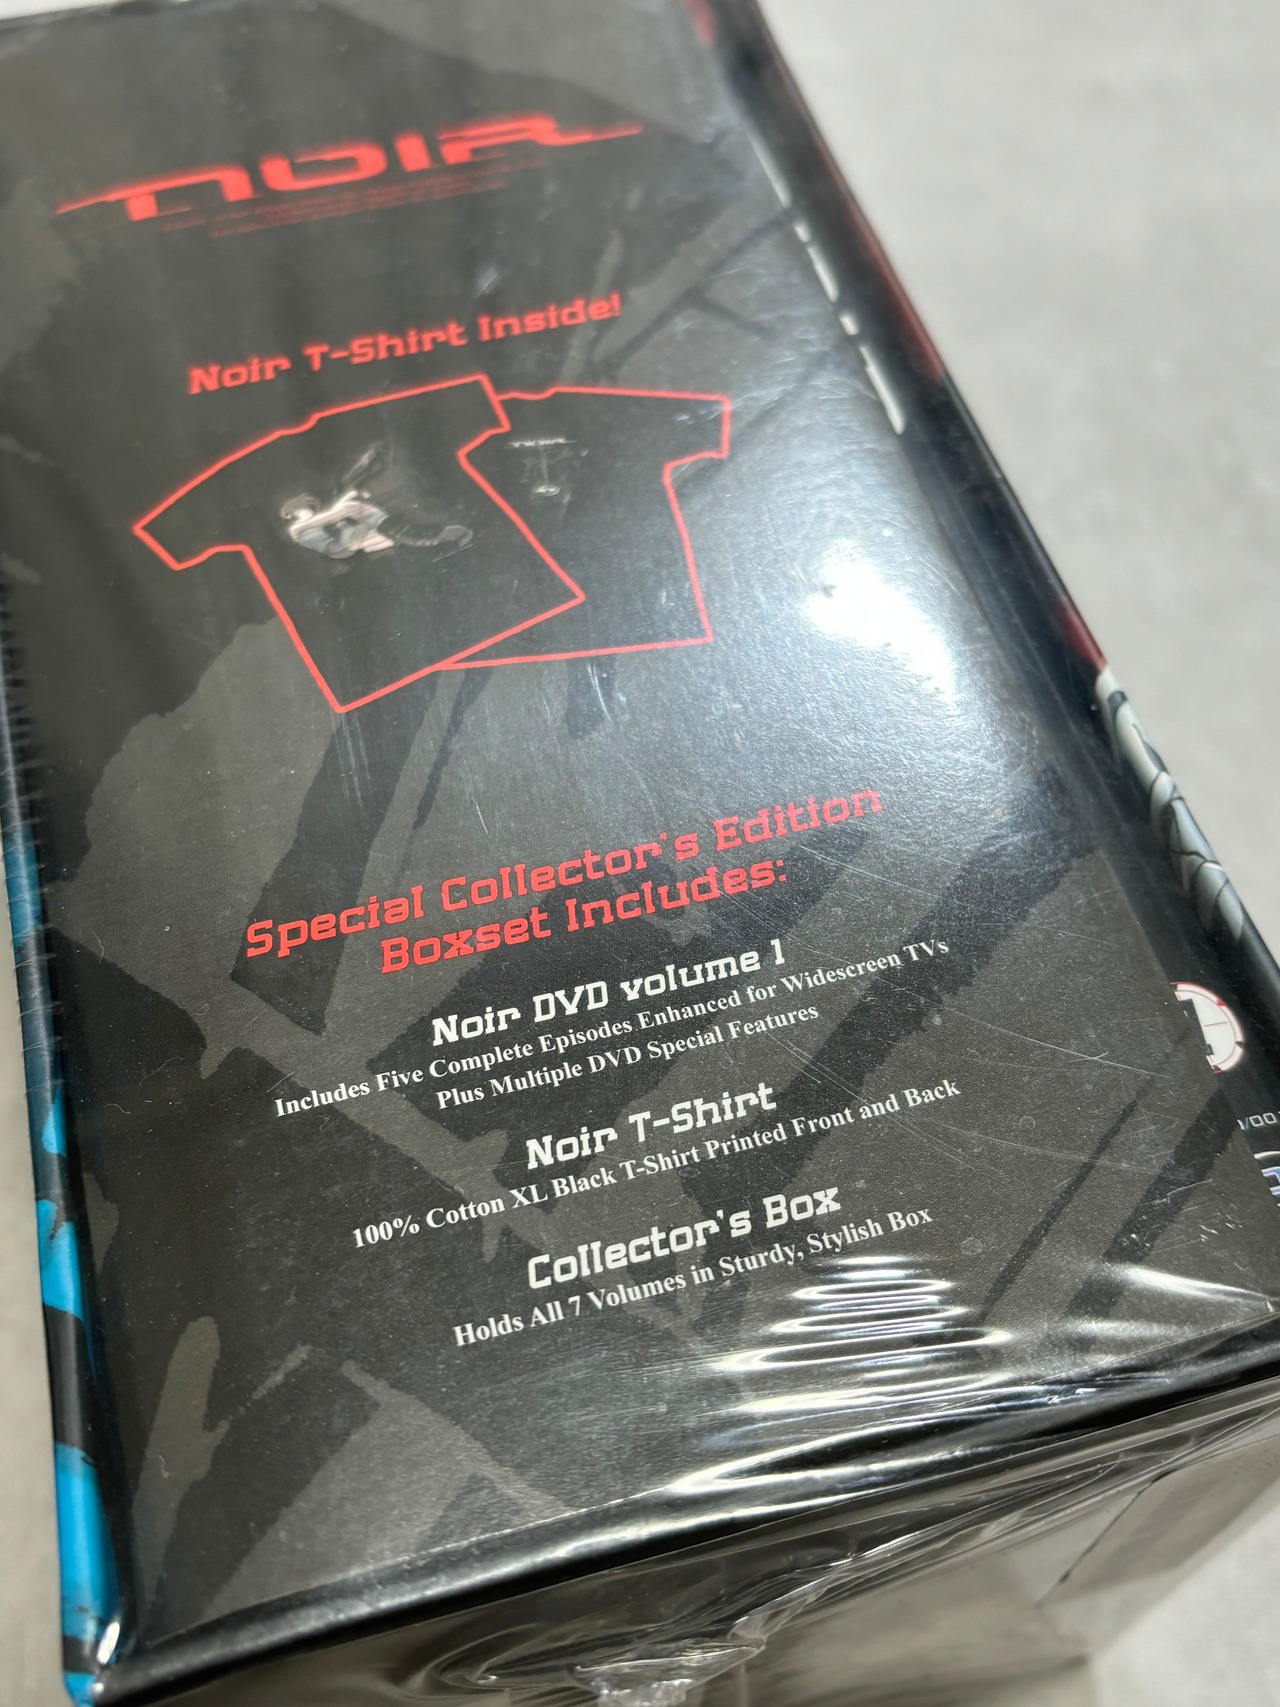 NOIR
Noir T-Shirt Inside!
Special Collector's Edition
Boxset Includes:
Noir DVD volume 1
Includes Five Complete Episodes Enhanced for Widescreen TVs
Plus Multiple DVD Special Features
Noir T-Shirt
100% Cotton XL Black T-Shirt Printed Front and Back
Collector's Box
Holds All 7 Volumes in Sturdy, Stylish Box